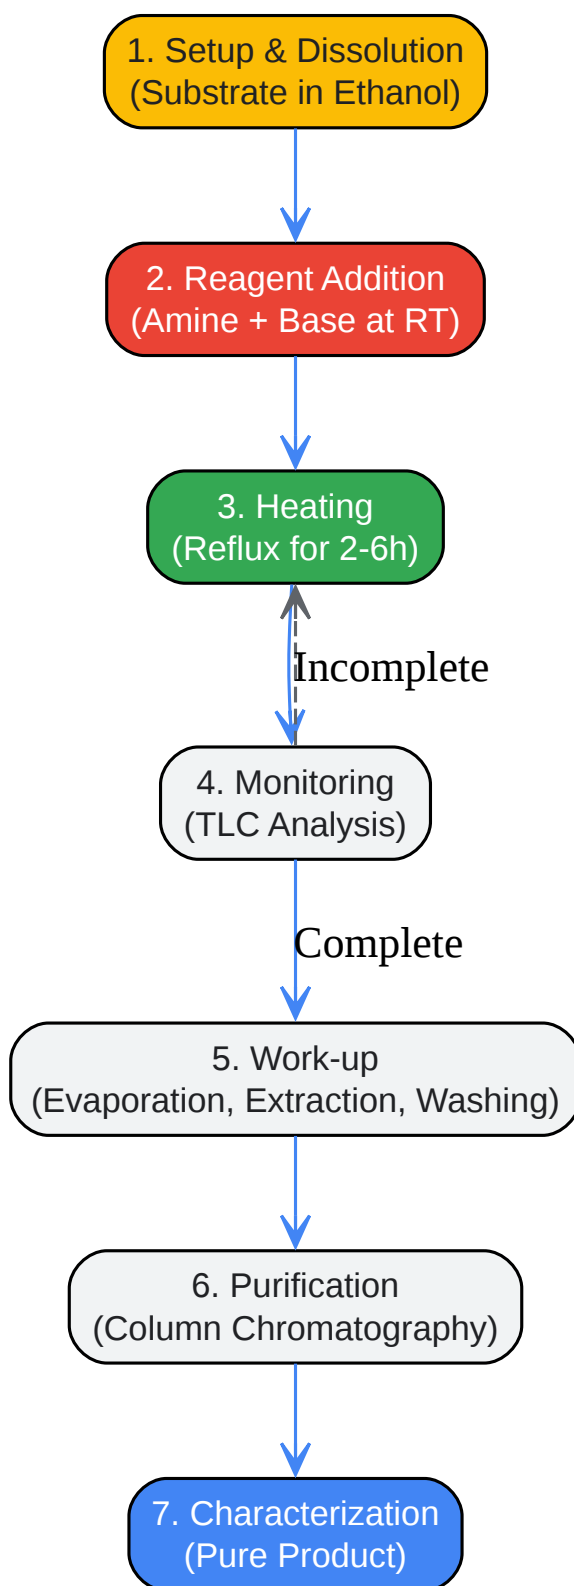 1. Setup & Dissolution
(Substrate in Ethanol)
2. Reagent Addition
(Amine + Base at RT)
3. Heating
(Reflux for 2-6h)
Incomplete
4. Monitoring
(TLC Analysis)
Complete
5. Work-up
(Evaporation, Extraction, Washing)
6. Purification
(Column Chromatography)
7. Characterization
(Pure Product)